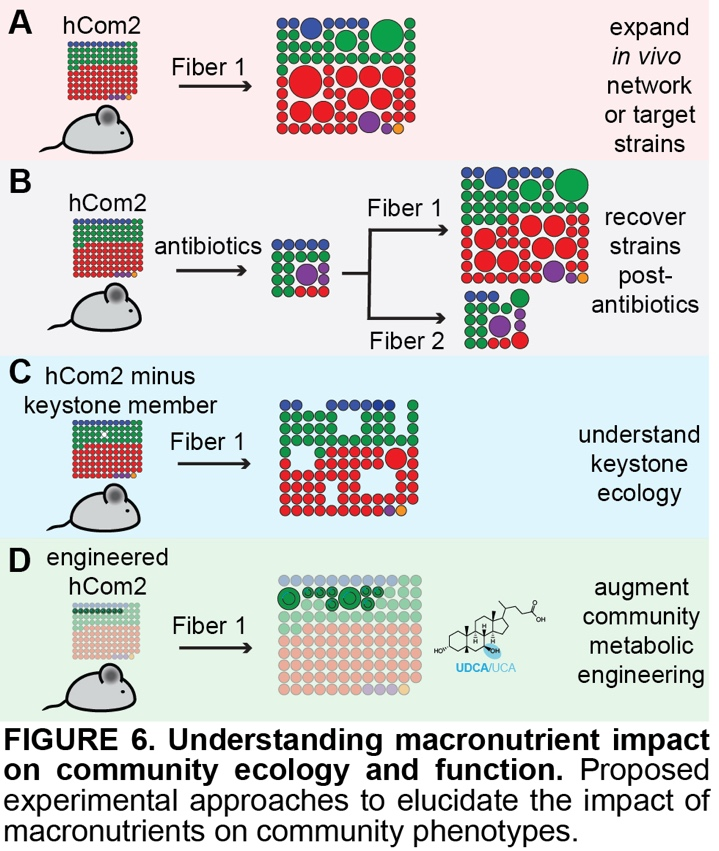 A
hCom2
Fiber 1
expand
in vivo
network
or target
strains
B
hCom2
antibiotics
Fiber 1
Fiber 2
recover
strains
post-
antibiotics
C
hCom2 minus
keystone member
Fiber 1
understand
keystone
ecology
D
engineered
hCom2
Fiber 1
HO
H
H
H
H
OH
O
OH
UDCA/UCA
augment
community
metabolic
engineering
FIGURE 6. Understanding macronutrient impact
on community ecology and function. Proposed
experimental approaches to elucidate the impact of
macronutrients on community phenotypes.